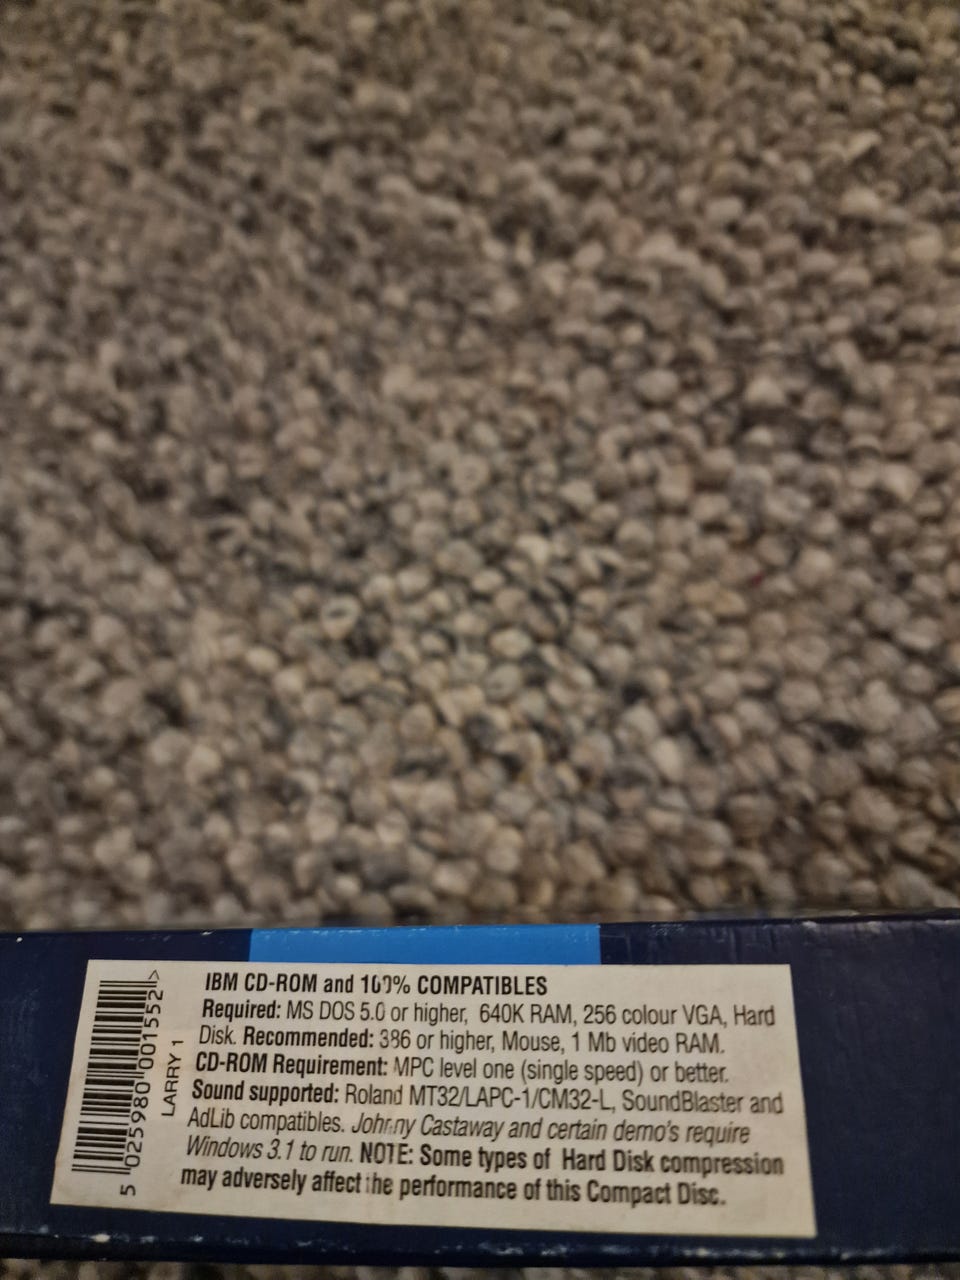 IBM CD-ROM and 100% COMPATIBLES
Required: MS DOS 5.0 or higher, 640K RAM, 256 colour VGA, Hard
Disk. Recommended: 386 or higher, Mouse, 1 Mb video RAM.
CD-ROM Requirement: MPC level one (single speed) or better.
Sound supported: Roland MT32/LAPC-1/CM32-L, SoundBlaster and
AdLib compatibles. Johnny Castaway and certain demo's require
Windows 3.1 to run. NOTE: Some types of Hard Disk compression
may adversely affect the performance of this Compact Disc.
5 025980 001552>
LARRY 1